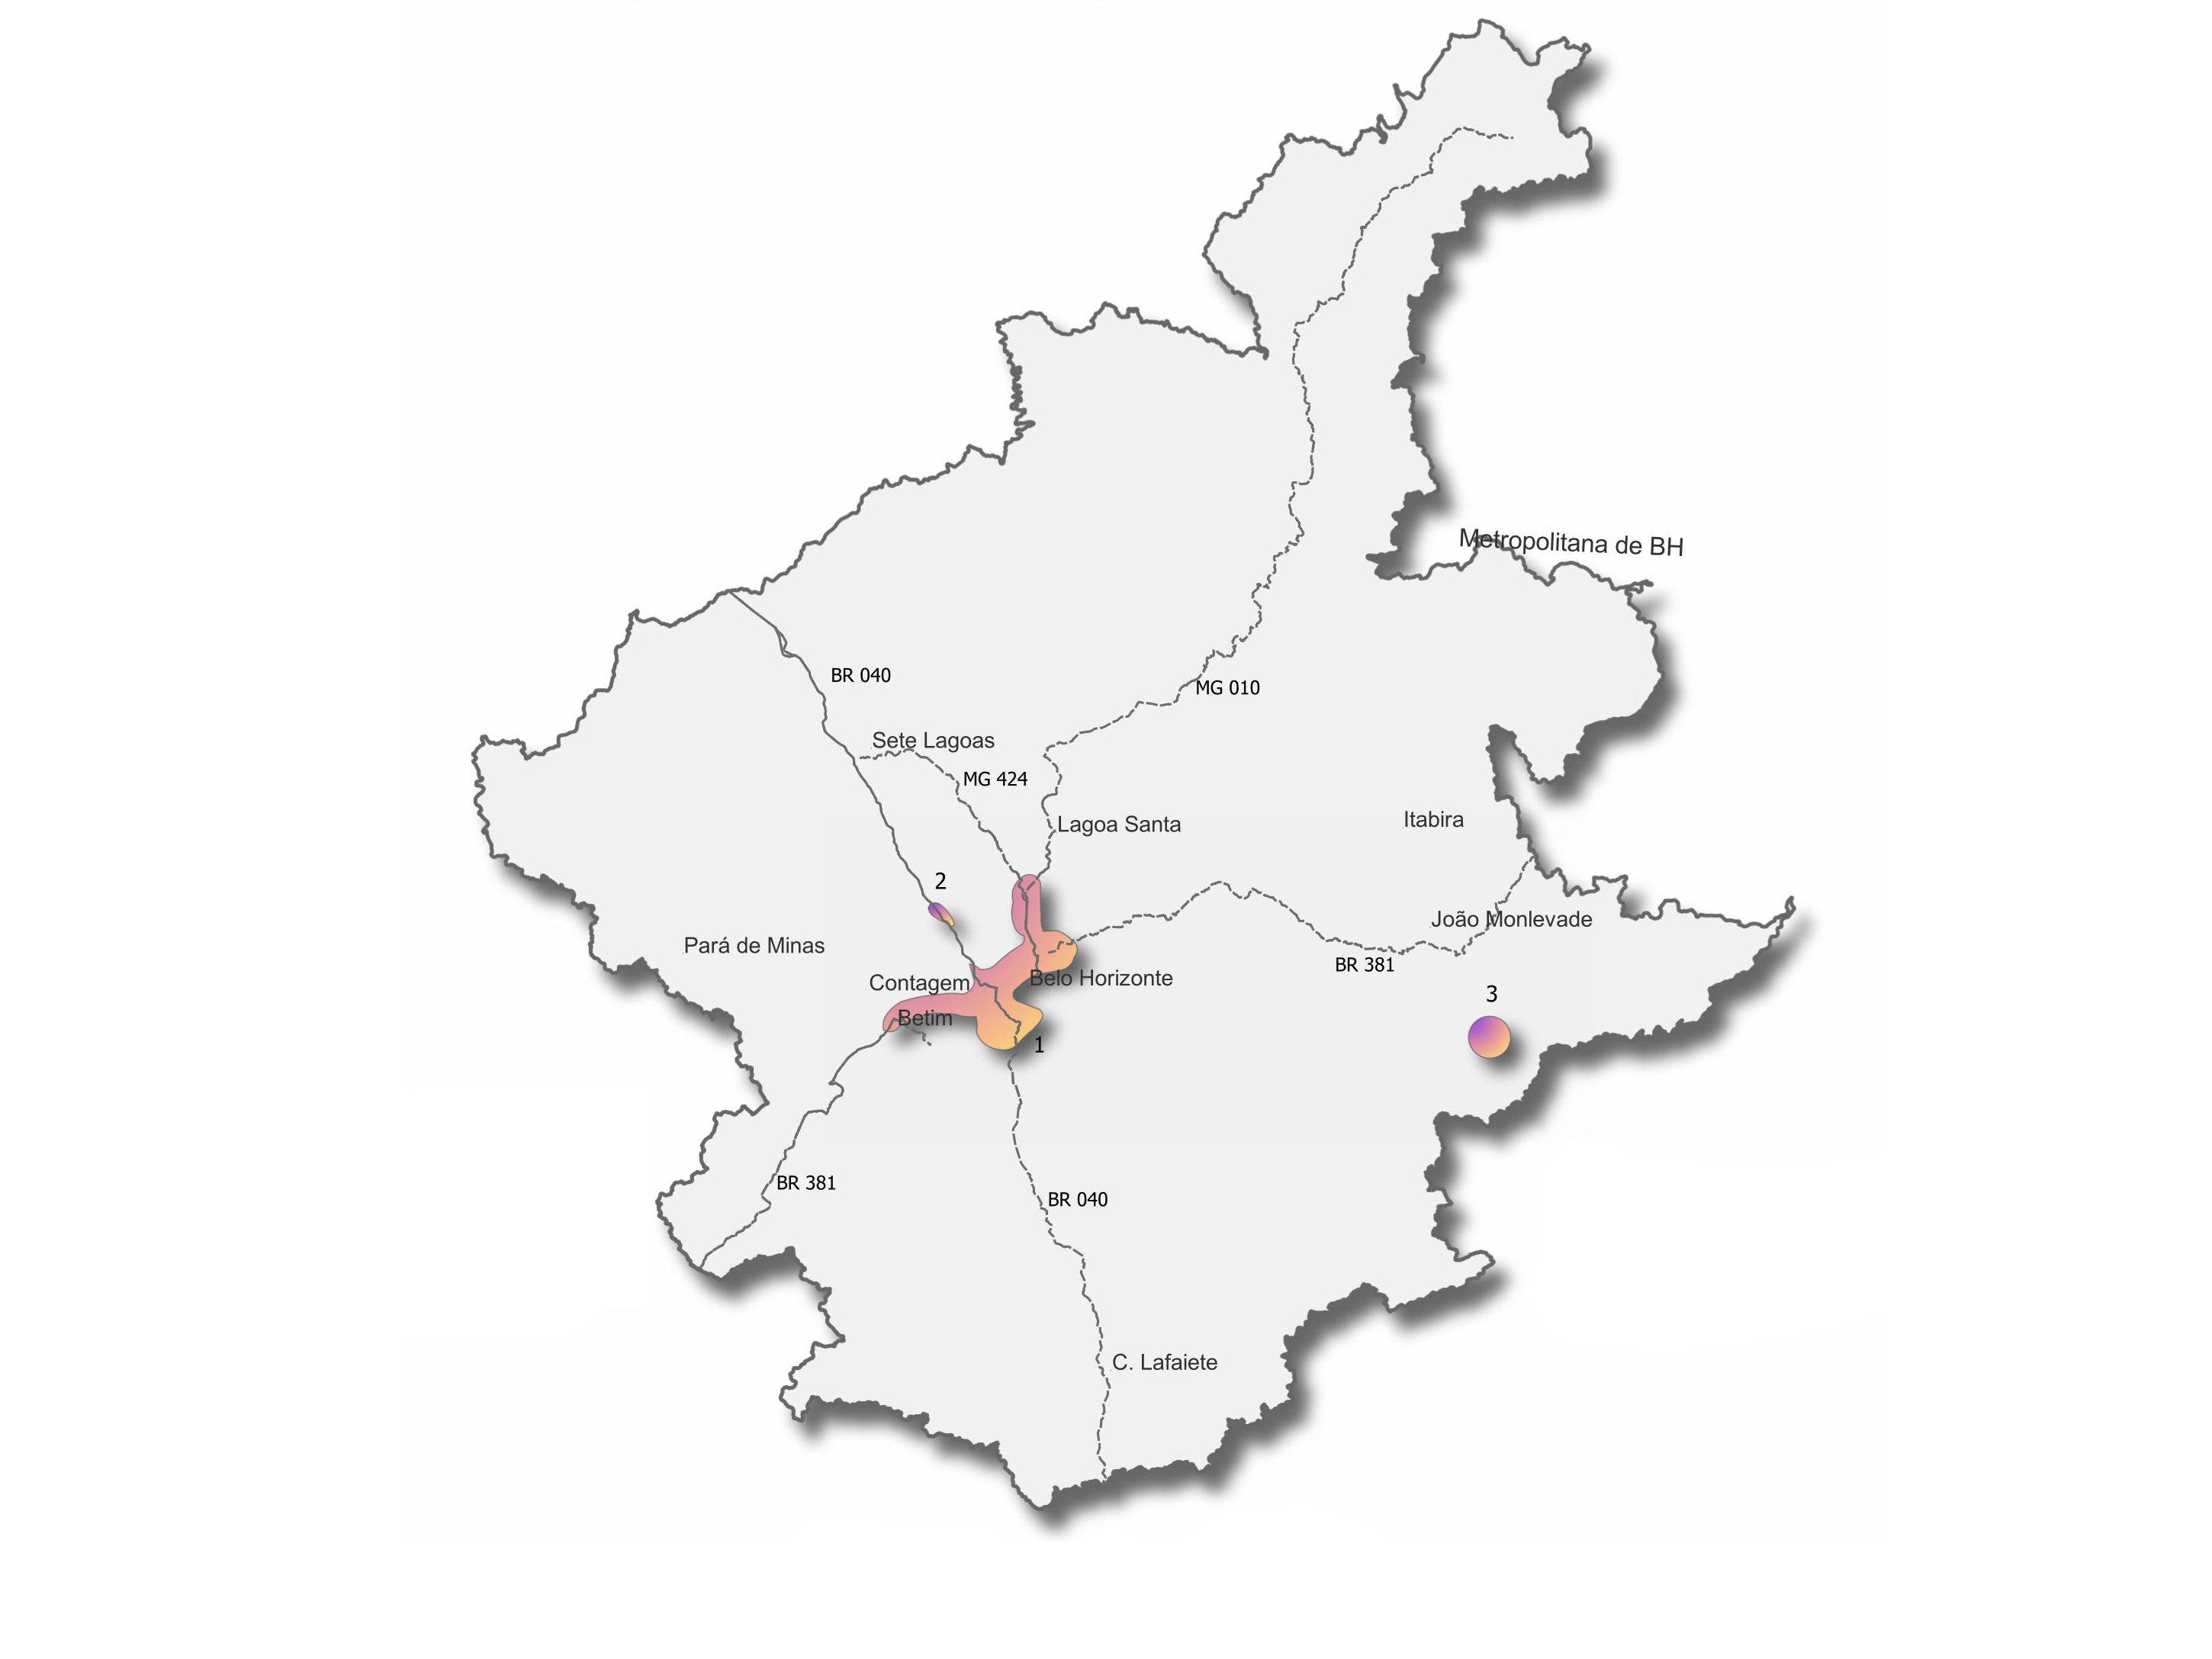 Metropolitana de BH
BR 040
MG 010
Sete Lagoas
MG 424
Lagoa Santa
Itabira
2
João Monlevade
Pará de Minas
BR 381
Contagem
Belo Horizonte
3
Betim
1
BR 381
BR 040
C. Lafaiete